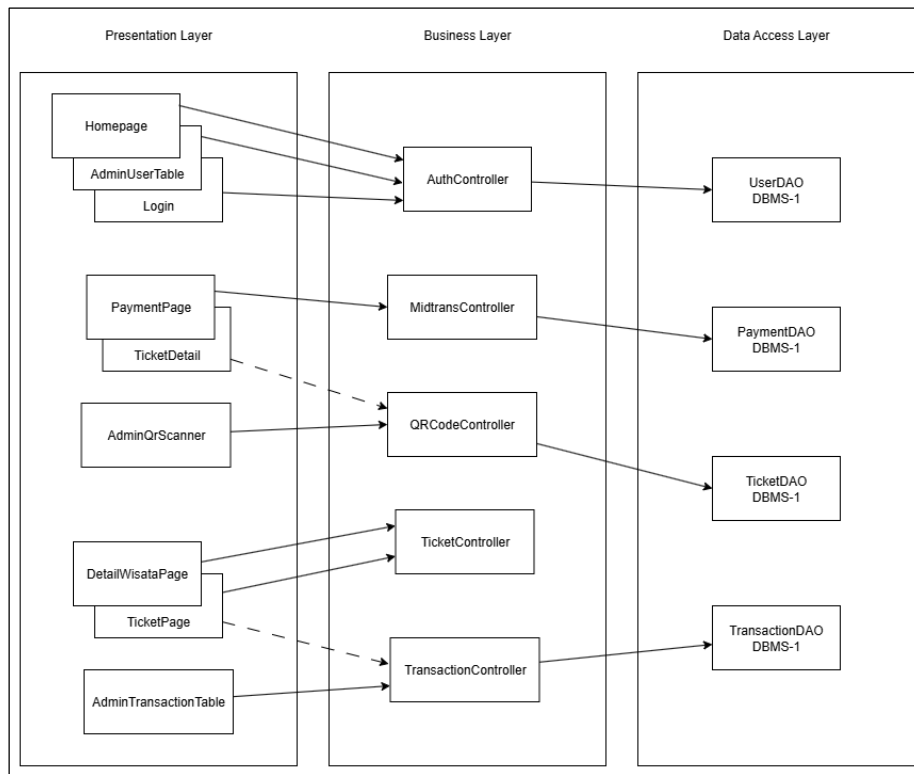 Presentation Layer
Business Layer
Data Access Layer
Homepage
AdminUserTable
Login
AuthController
UserDAO
DBMS-1
PaymentPage
TicketDetail
MidtransController
PaymentDAO
DBMS-1
AdminQrScanner
QRCodeController
TicketDAO
DBMS-1
DetailWisataPage
TicketPage
TicketController
AdminTransactionTable
TransactionController
TransactionDAO
DBMS-1